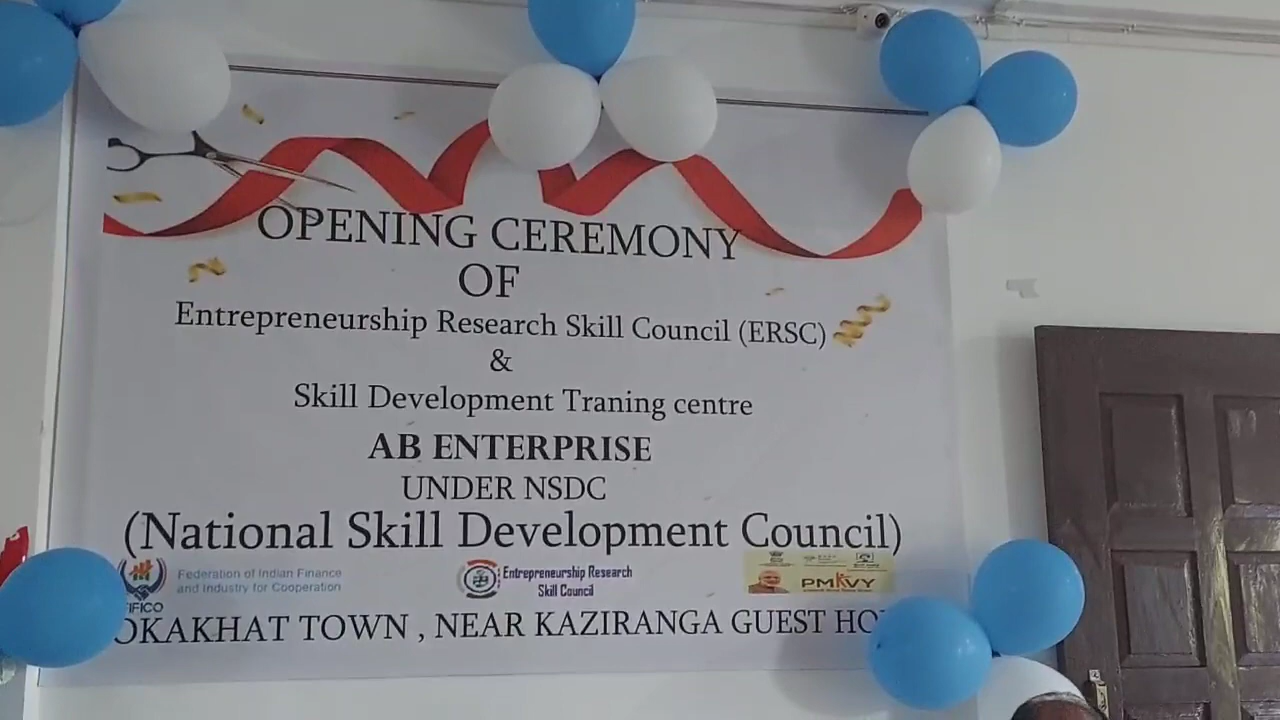 OPENING CEREMONY
OF
Entrepreneurship Research Skill Council (ERSC)
&
Skill Development Traning centre
AB ENTERPRISE
UNDER NSDC
(National Skill Development Council)
Federation of Indian Finance
and Industry for Cooperation
IFICO
Entrepreneurship Research
Skill Council
PMKVY
OKAKHAT TOWN , NEAR KAZIRANGA GUEST HO